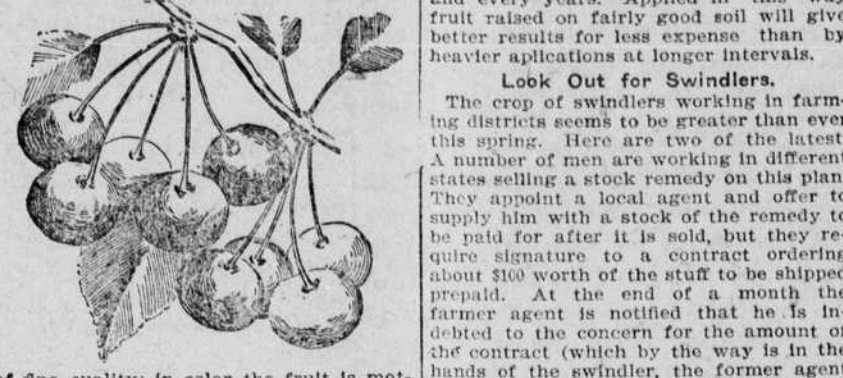 fruit raised on fairly good soil will give
better results for less expense than by
heavier aplications at longer intervals.
Look Out for Swindlers.
The crop of swindlers working in farm-
ing districts seems to be greater than ever
this spring. Here are two of the latest
A number of men are working in different
states selling a stock remedy on this plan
They appoint a local agent and offer to
supply him with a stock of the remedy to
be paid for after it is sold, but they re-
quire signature to a contract ordering
about $100 worth of the stuff to be shipped
prepaid. At the end of a month the
farmer agent is notified that he is in-
debted to the concern for the amount of
the contract (which by the way is in the
hands of the swindler, the former agent
of fine quality; in color the fruit is mot-